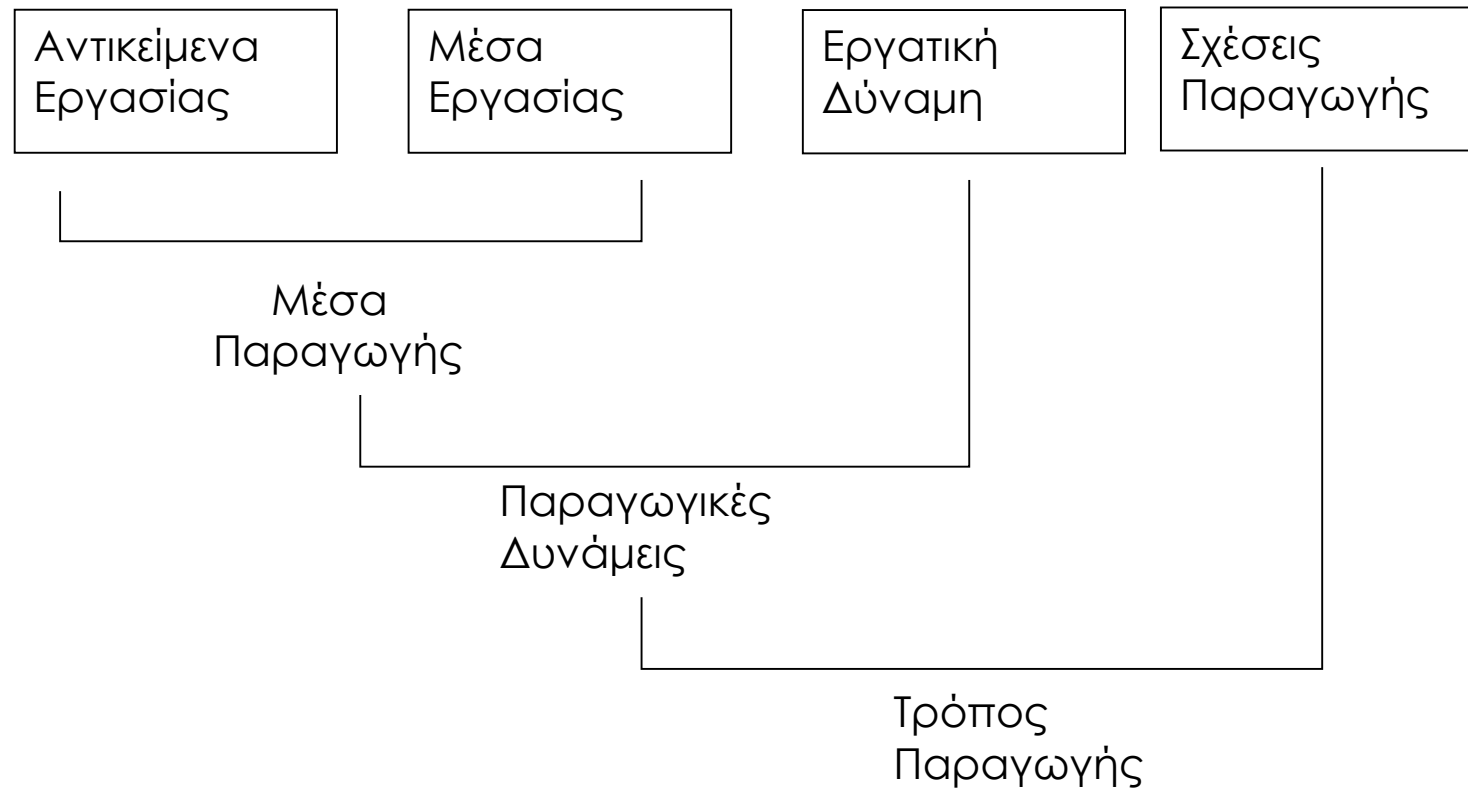 Αντικείμενα
Εργασίας
Μέσα
Εργασίας
Εργατική
Δύναμη
Σχέσεις
Παραγωγής
Μέσα
Παραγωγής
Παραγωγικές
Δυνάμεις
Τρόπος
Παραγωγής